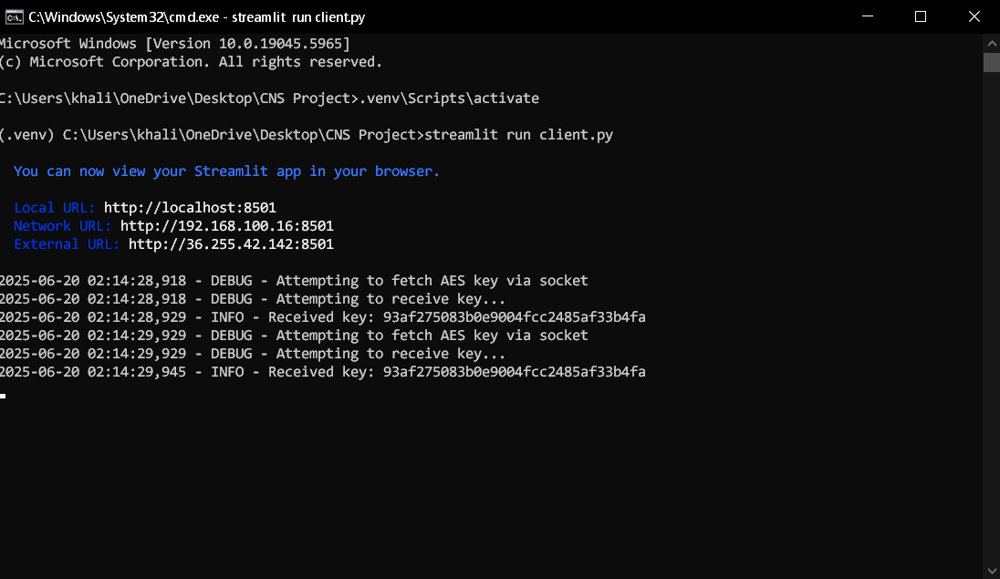 C:\Windows\System32\cmd.exe - streamlit run client.py
Microsoft Windows [Version 10.0.19045.5965]
(c) Microsoft Corporation. All rights reserved.
C:\Users\khali\OneDrive\Desktop\CNS Project>.venv\Scripts\activate
(.venv) C:\Users\khali\OneDrive\Desktop\CNS Project>streamlit run client.py
You can now view your Streamlit app in your browser.
Local URL: http://localhost:8501
Network URL: http://192.168.100.16:8501
External URL: http://36.255.42.142:8501
2025-06-20 02:14:28,918 - DEBUG - Attempting to fetch AES key via socket
2025-06-20 02:14:28,918 - DEBUG - Attempting to receive key...
2025-06-20 02:14:28,929 - INFO - Received key: 93af275083b0e9004fcc2485af33b4fa
2025-06-20 02:14:29,929 - DEBUG - Attempting to fetch AES key via socket
2025-06-20 02:14:29,929 - DEBUG - Attempting to receive key...
2025-06-20 02:14:29,945 - INFO - Received key: 93af275083b0e9004fcc2485af33b4fa